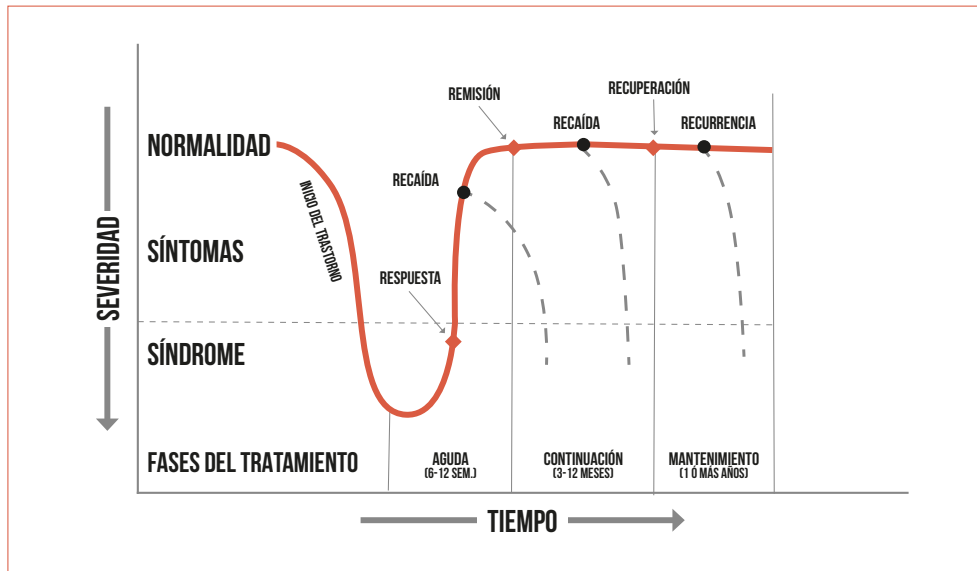 REMISIÓN
RECUPERACIÓN
RECAÍDA
RECURRENCIA
NORMALIDAD
RECAÍDA
INICIO DEL TRASTORNO
SEVERIDAD
SÍNTOMAS
RESPUESTA
SÍNDROME
FASES DEL TRATAMIENTO
AGUDA
(6-12 SEM.)
CONTINUACIÓN
(3-12 MESES)
MANTENIMIENTO
(1 Ó MÁS AÑOS)
TIEMPO